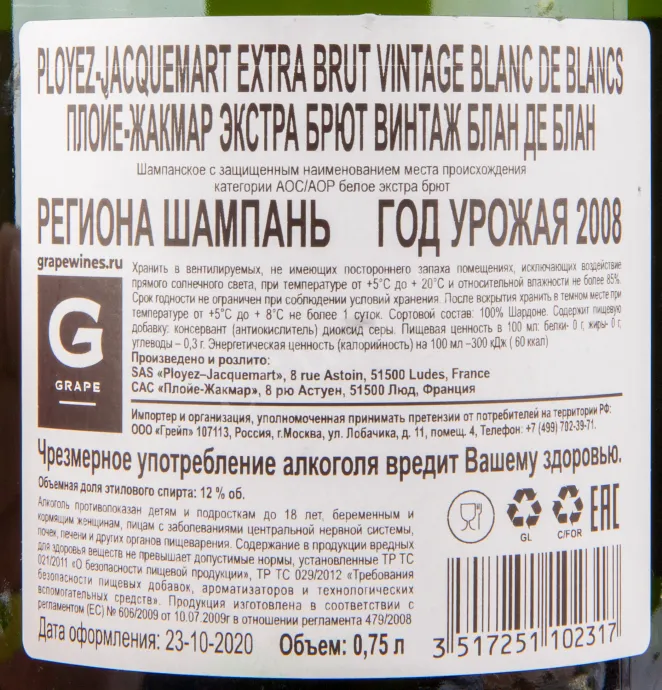 PLOYEZ-JACQUEMART EXTRA BRUT VINTAGE BLANC DE BLANCS
ПЛОЙЕ-ЖАКМАР ЭКСТРА БРЮТ ВИНТАЖ БЛАН ДЕ БЛАН
Шампанское с защищенным наименованием места происхождения
категории АОС/АОР белое экстра брют
РЕГИОНА ШАМПАНЬ ГОД УРОЖАЯ 2008
grapewines.ru
G
GRAPE
Хранить в вентилируемых, не имеющих постороннего запаха помещениях, исключающих воздействие
прямого солнечного света, при температуре от +5°С до + 20°С и относительной влажности не более 85%.
Срок годности не ограничен при соблюдении условий хранения. После вскрытия хранить в темном месте при
температуре от +5°С до + 8°С не более 1 суток. Сортовой состав: 100% Шардоне. Содержит пищевую
добавку: консервант (антиокислитель) диоксид серы. Пищевая ценность в 100 мл: белки- 0 г, жиры- 0 г,
углеводы – 0,3 г. Энергетическая ценность (калорийность) на 100 мл –300 кДж ( 60 ккал)
Произведено и розлито:
SAS «Ployez–Jacquemart», 8 rue Astoin, 51500 Ludes, France
САС «Плойе-Жакмар», 8 рю Астуен, 51500 Люд, Франция
Импортер и организация, уполномоченная принимать претензии от потребителей на территории РФ:
ООО «Грейп» 107113, Россия, г.Москва, ул. Лобачика, д. 11, помещ. 4, Телефон: +7 (499) 702-39-71.
Чрезмерное употребление алкоголя вредит Вашему здоровью.
Объемная доля этилового спирта: 12 % об.
Алкоголь противопоказан детям и подросткам до 18 лет, беременным и
кормящим женщинам, лицам с заболеваниями центральной нервной системы,
почек, печени и других органов пищеварения. Содержание в продукции вредных
для здоровья веществ не превышает допустимые нормы, установленные ТР ТС
021/2011 «О безопасности пищевой продукции», ТР ТС 029/2012 «Требования
безопасности пищевых добавок, ароматизаторов и технологических
вспомогательных средств». Продукция изготовлена в соответствии с
регламентом (ЕС) № 606/2009 от 10.07.2009г в отношении регламента 479/2008
GL
C/FOR
EAC
Дата оформления: 23-10-2020 Объем: 0,75 л
3 517251 102317